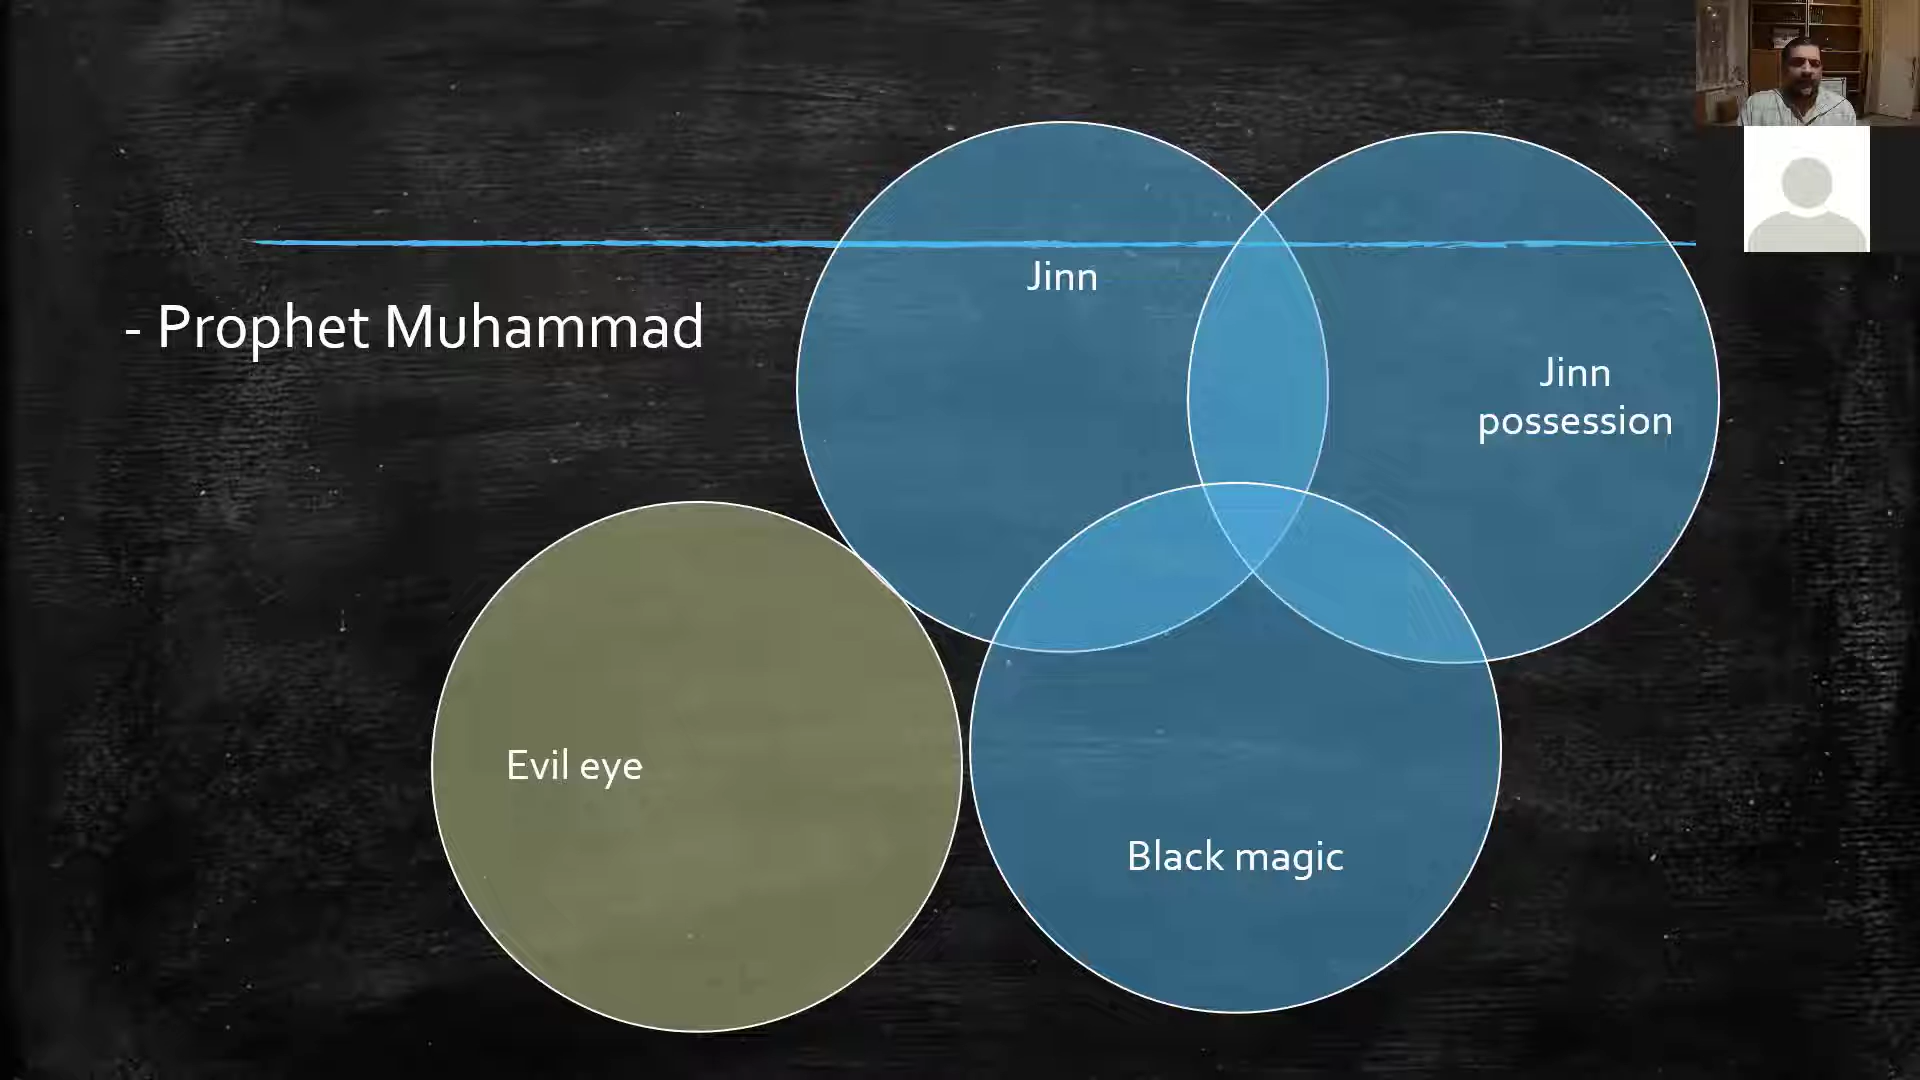 Jinn
- Prophet Muhammad
Jinn
possession
Evil eye
Black magic